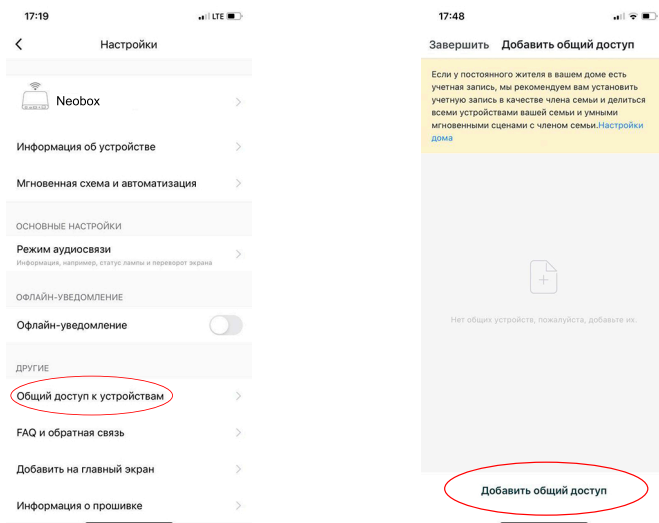 17:19
LTE
Настройки
Neobox
Информация об устройстве
Мгновенная схема и автоматизация
ОСНОВНЫЕ НАСТРОЙКИ
Режим аудиосвязи
Информация, например, статус лампы и переворот экрана
ОФЛАЙН-УВЕДОМЛЕНИЕ
Офлайн-уведомление
ДРУГИЕ
Общий доступ к устройствам
FAQ и обратная связь
Добавить на главный экран
Информация о прошивке
17:48
Завершить Добавить общий доступ
Если у постоянного жителя в вашем доме есть
учетная запись, мы рекомендуем вам установить
учетную запись в качестве члена семьи и делиться
всеми устройствами вашей семьи и умными
мгновенными сценами с членом семьи.Настройки
дома
Нет общих устройств, пожалуйста, добавьте их.
Добавить общий доступ